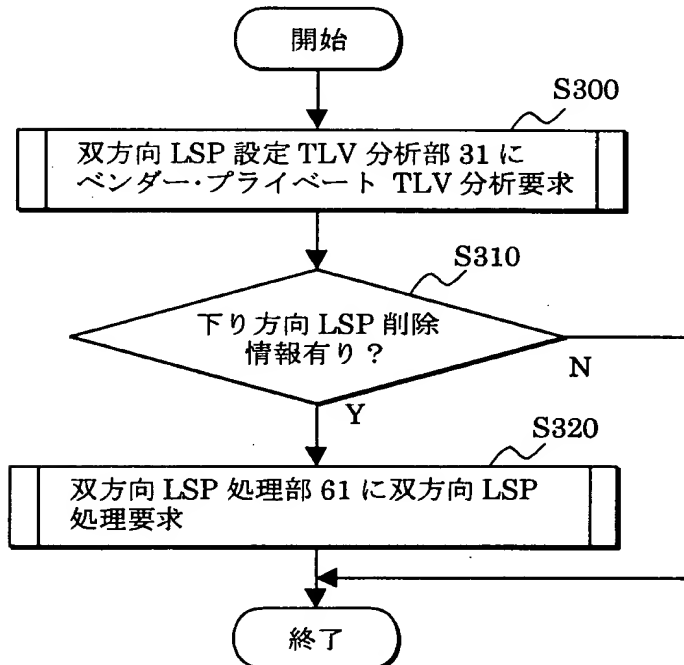 開始
S300
双方向 LSP 設定 TLV 分析部 31 に
ベンダー・プライベート TLV 分析要求
S310
下り方向 LSP 削除
情報有り?
N
Y
S320
双方向 LSP 処理部 61 に双方向 LSP
処理要求
終了